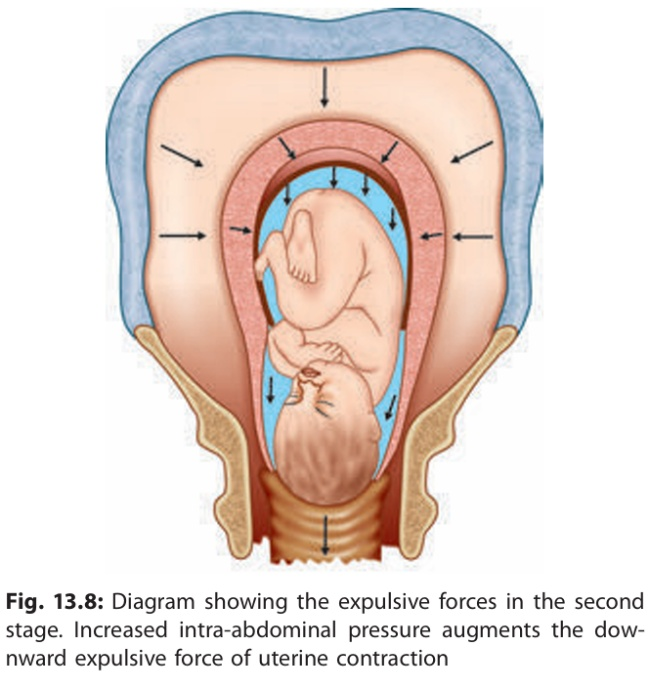 Fig. 13.8: Diagram showing the expulsive forces in the second
stage. Increased intra-abdominal pressure augments the dow-
nward expulsive force of uterine contraction